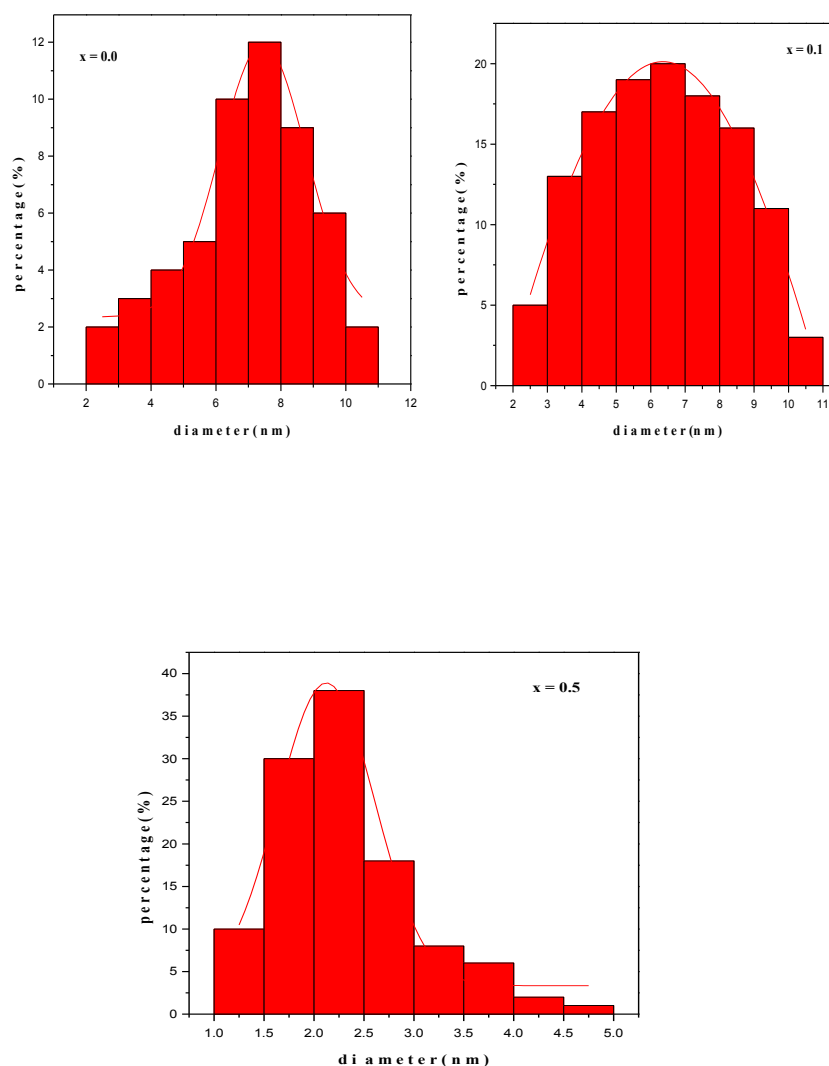 x = 0.0
12
10
8
6
4
2
0
percentage(%)
2 4 6 8 10 12
diameter(nm)
x = 0.1
20
15
10
5
0
percentage(%)
2 3 4 5 6 7 8 9 10 11
diameter(nm)
x = 0.5
40
35
30
25
20
15
10
5
0
percentage(%)
1.0 1.5 2.0 2.5 3.0 3.5 4.0 4.5 5.0
diameter(nm)